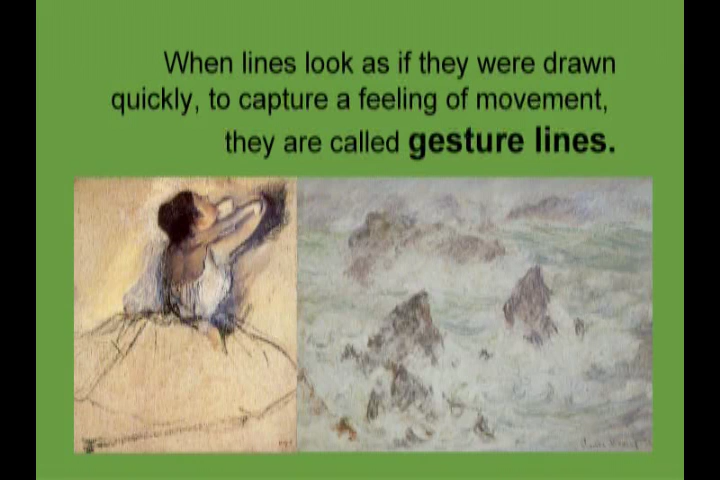 When lines look as if they were drawn
quickly, to capture a feeling of movement,
they are called gesture lines.